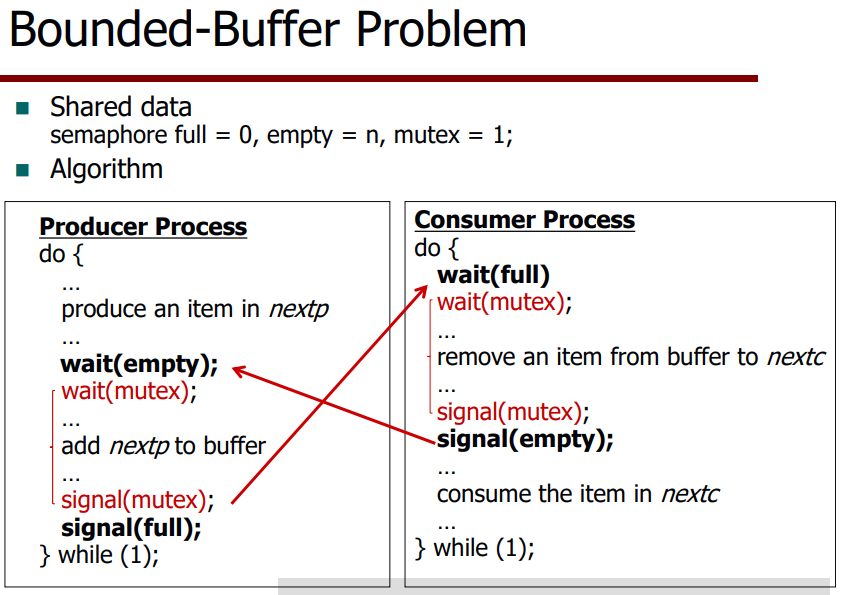 Bounded-Buffer Problem
Shared data
semaphore full = 0, empty = n, mutex = 1;
Algorithm
Producer Process
do {
...
produce an item in nextp
...
wait(empty);
wait(mutex);
...
add nextp to buffer
...
signal(mutex);
signal(full);
} while (1);
Consumer Process
do {
wait(full)
wait(mutex);
...
remove an item from buffer to nextc
...
signal(mutex);
signal(empty);
...
consume the item in nextc
...
} while (1);